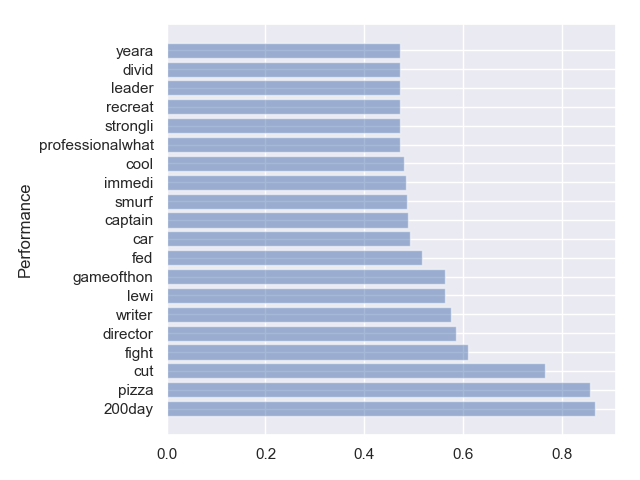 Performance
yeara
divid
leader
recreat
strongli
professionalwhat
cool
immedi
smurf
captain
car
fed
gameofthon
lewi
writer
director
fight
cut
pizza
200day
0.0 0.2 0.4 0.6 0.8